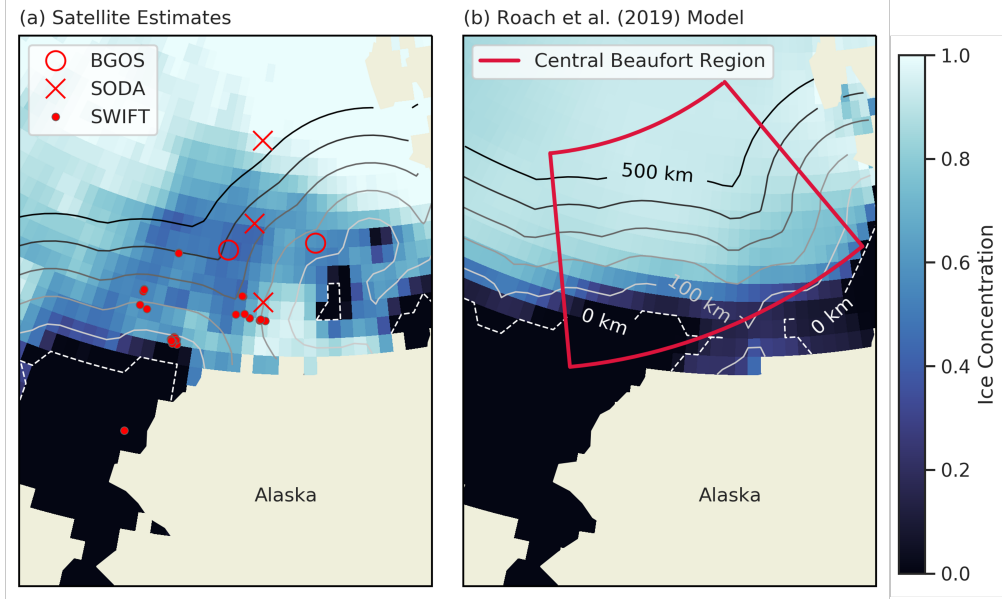 (a) Satellite Estimates
BGOS
SODA
SWIFT
Alaska
(b) Roach et al. (2019) Model
Central Beaufort Region
500 km
100 km
0 km
0 km
Alaska
1.0
0.8
0.6
0.4
0.2
0.0
Ice Concentration